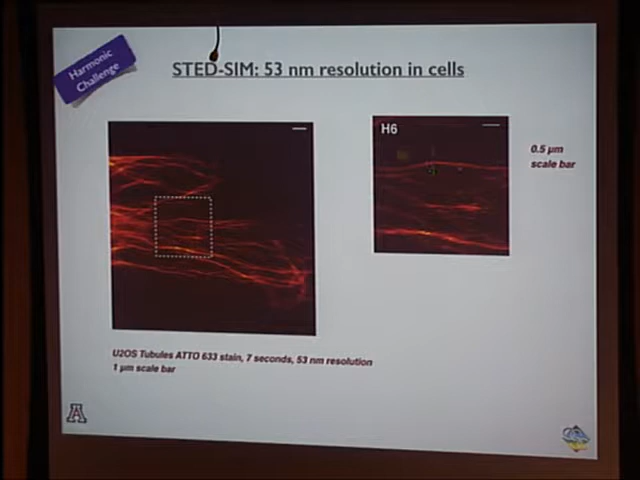 Harmonic
Challenge
STED-SIM: 53 nm resolution in cells
H6
0.5 µm
scale bar
U2OS Tubules ATTO 633 stain, 7 seconds, 53 nm resolution
1 µm scale bar
A